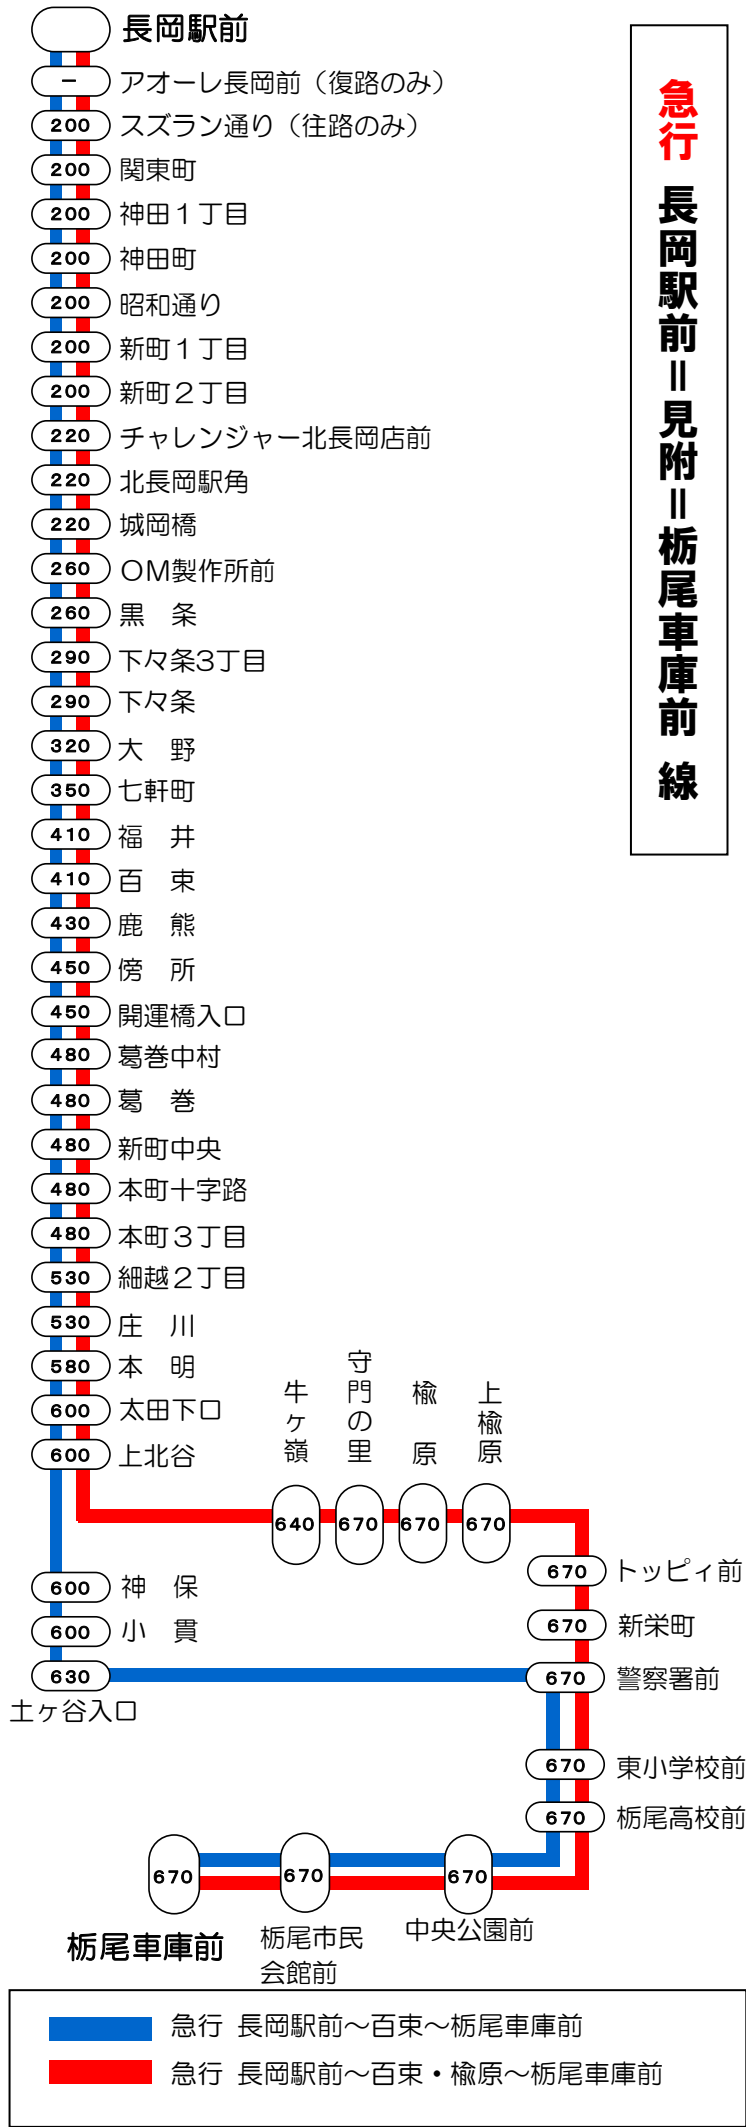 長岡駅前
- アオーレ長岡前（復路のみ）
200 スズラン通り（往路のみ）
200 関東町
200 神田１丁目
200 神田町
200 昭和通り
200 新町１丁目
200 新町２丁目
220 チャレンジャー北長岡店前
220 北長岡駅角
220 城岡橋
260 OM製作所前
260 黒　条
290 下々条3丁目
290 下々条
320 大　野
350 七軒町
410 福　井
410 百　束
430 鹿　熊
450 傍　所
450 開運橋入口
480 葛巻中村
480 葛　巻
480 新町中央
480 本町十字路
480 本町３丁目
530 細越２丁目
530 庄　川
580 本　明
600 太田下口
600 上北谷
急行 長岡駅前＝見附＝栃尾車庫前 線
牛ヶ嶺
640
守門の里
670
楡　原
670
上楡原
670
670 トッピィ前
670 新栄町
600 神　保
600 小　貫
630
土ヶ谷入口
670 警察署前
670 東小学校前
670 栃尾高校前
670
中央公園前
670
栃尾市民
会館前
670
栃尾車庫前
急行 長岡駅前～百束～栃尾車庫前
急行 長岡駅前～百束・楡原～栃尾車庫前